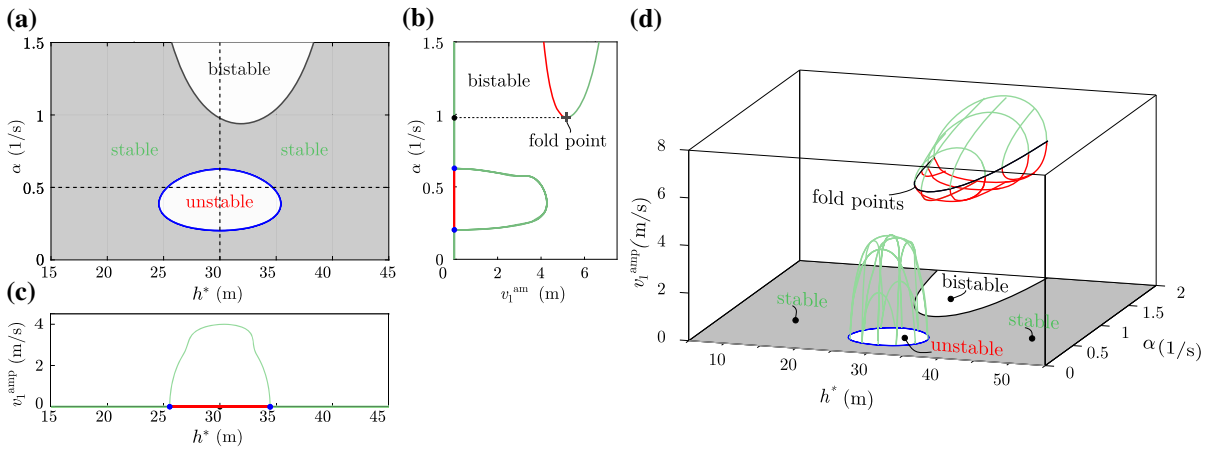 (a)
1.5
1
0.5
0
α (1/s)
bistable
stable
stable
unstable
15 20 25 30 35 40 45
h* (m)
(b)
1.5
1
0.5
0
α (1/s)
bistable
fold point
0 2 4 6
v₁ᵃᵐ (m)
(c)
4
2
0
v₁ᵃᵐᵖ (m/s)
15 20 25 30 35 40 45
h* (m)
(d)
8
6
4
2
0
v₁ᵃᵐᵖ (m/s)
fold points
bistable
stable
stable
unstable
10 20 30 40 50
h* (m)
0 0.5 1 1.5 2
α (1/s)